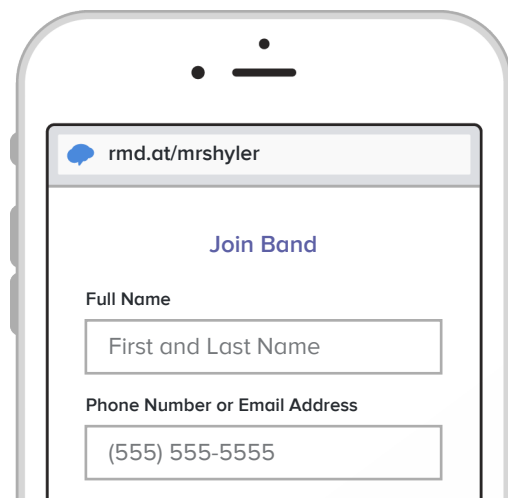 rmd.at/mrshyler
Join Band
Full Name
First and Last Name
Phone Number or Email Address
(555) 555-5555